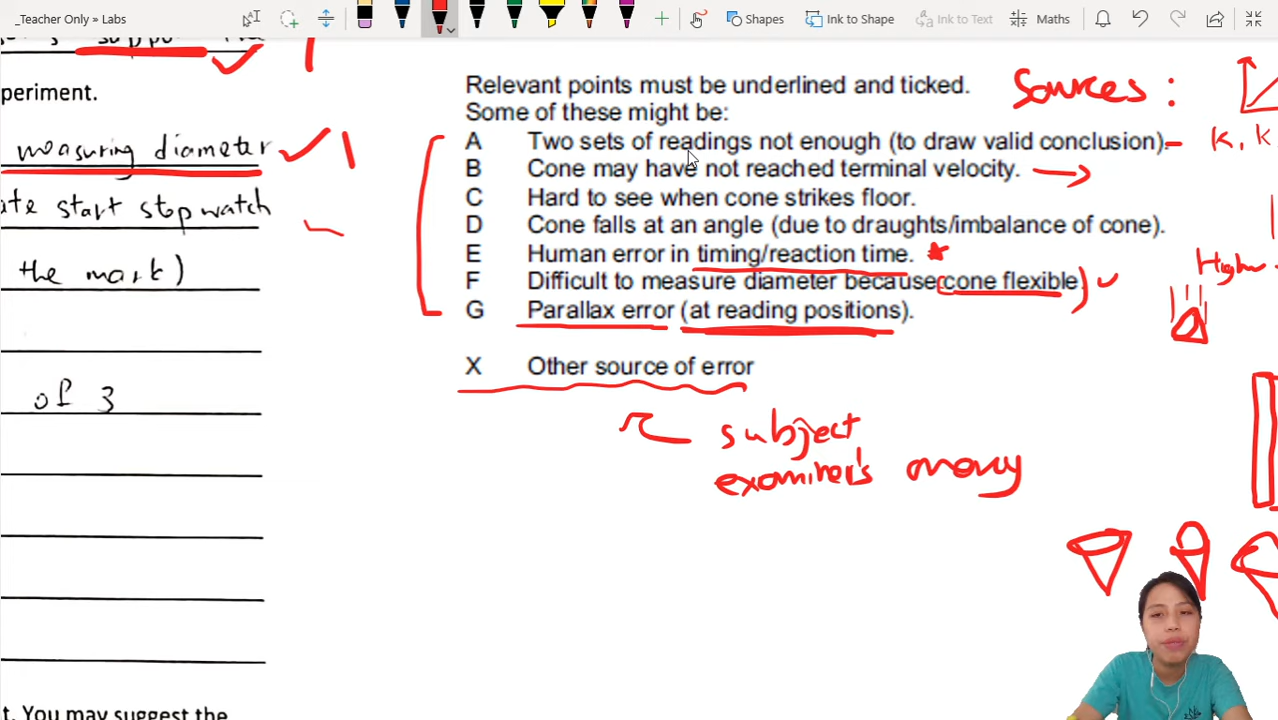 _Teacher Only » Labs
Shapes
Ink to Shape
Ink to Text
Maths
periment.
measuring diameter
ate start stopwatch
the mark)
of 3
t. You may suggest the
Relevant points must be underlined and ticked.
Some of these might be:
A Two sets of readings not enough (to draw valid conclusion).
B Cone may have not reached terminal velocity.
C Hard to see when cone strikes floor.
D Cone falls at an angle (due to draughts/imbalance of cone).
E Human error in timing/reaction time.
F Difficult to measure diameter because cone flexible.
G Parallax error (at reading positions).
X Other source of error
subject
examiner's mercy
Sources :
K, K
Higher